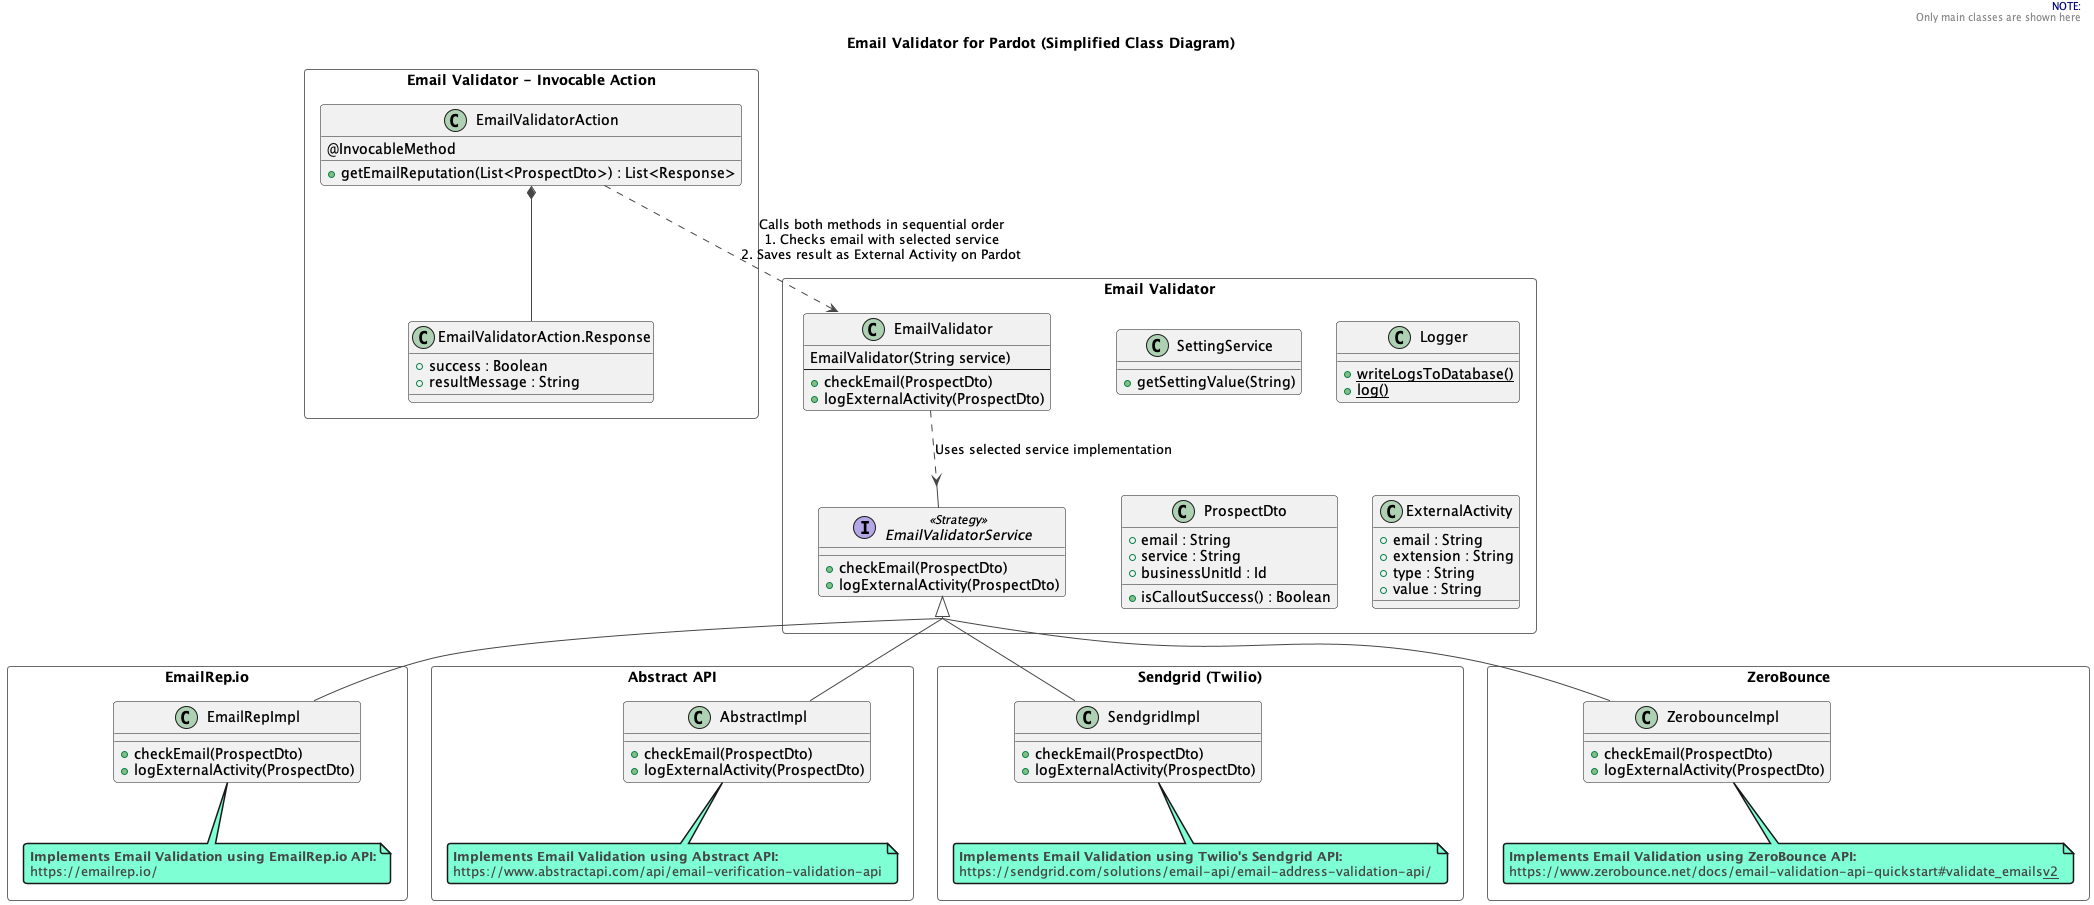 NOTE:
Only main classes are shown here
Email Validator for Pardot (Simplified Class Diagram)
Email Validator - Invocable Action
C EmailValidatorAction
@InvocableMethod
getEmailReputation(List<ProspectDto>) : List<Response>
Calls both methods in sequential order
1. Checks email with selected service
2. Saves result as External Activity on Pardot
C EmailValidatorAction.Response
success : Boolean
resultMessage : String
Email Validator
C EmailValidator
EmailValidator(String service)
checkEmail(ProspectDto)
logExternalActivity(ProspectDto)
C SettingService
getSettingValue(String)
C Logger
writeLogsToDatabase()
log()
Uses selected service implementation
I «Strategy»
EmailValidatorService
checkEmail(ProspectDto)
logExternalActivity(ProspectDto)
C ProspectDto
email : String
service : String
businessUnitId : Id
isCalloutSuccess() : Boolean
C ExternalActivity
email : String
extension : String
type : String
value : String
EmailRep.io
C EmailRepImpl
checkEmail(ProspectDto)
logExternalActivity(ProspectDto)
Implements Email Validation using EmailRep.io API:
https://emailrep.io/
Abstract API
C AbstractImpl
checkEmail(ProspectDto)
logExternalActivity(ProspectDto)
Implements Email Validation using Abstract API:
https://www.abstractapi.com/api/email-verification-validation-api
Sendgrid (Twilio)
C SendgridImpl
checkEmail(ProspectDto)
logExternalActivity(ProspectDto)
Implements Email Validation using Twilio's Sendgrid API:
https://sendgrid.com/solutions/email-api/email-address-validation-api/
ZeroBounce
C ZerobounceImpl
checkEmail(ProspectDto)
logExternalActivity(ProspectDto)
Implements Email Validation using ZeroBounce API:
https://www.zerobounce.net/docs/email-validation-api-quickstart#validate_emailsv2